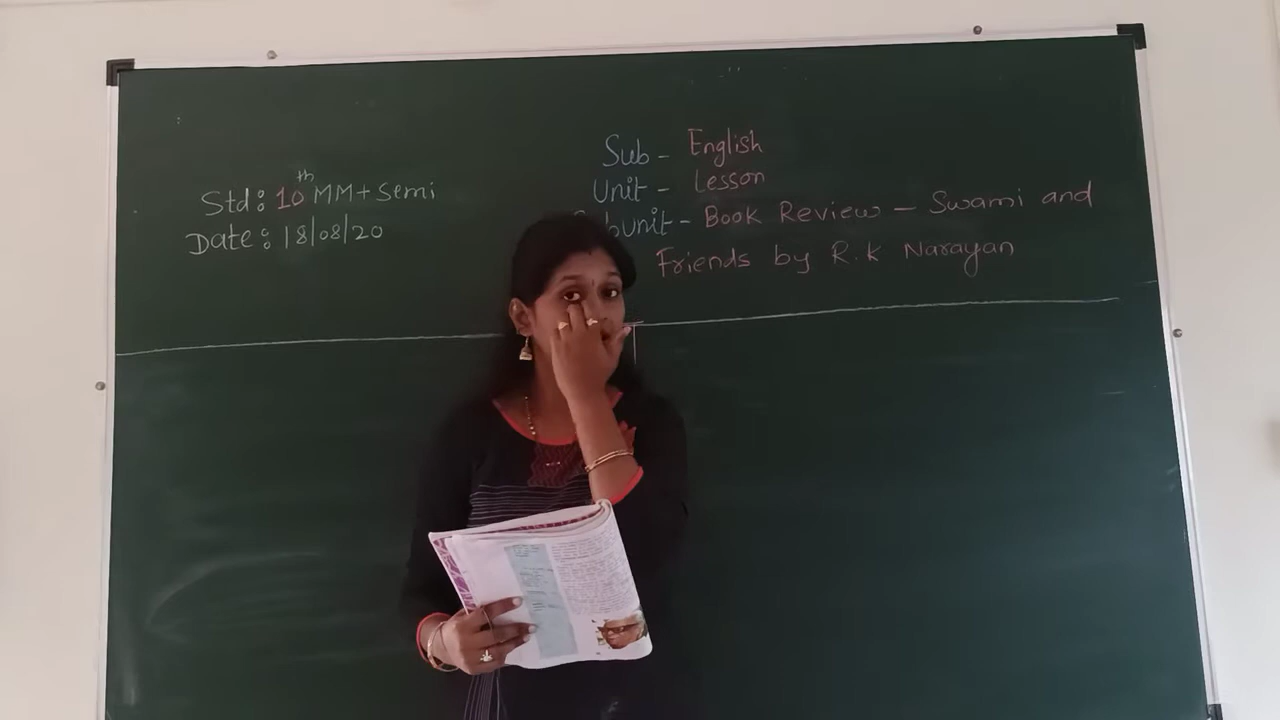 Std: 10th MM + Semi
Date: 18/08/20
Sub - English
Unit - Lesson
Subunit - Book Review - Swami and
Friends by R.K Narayan